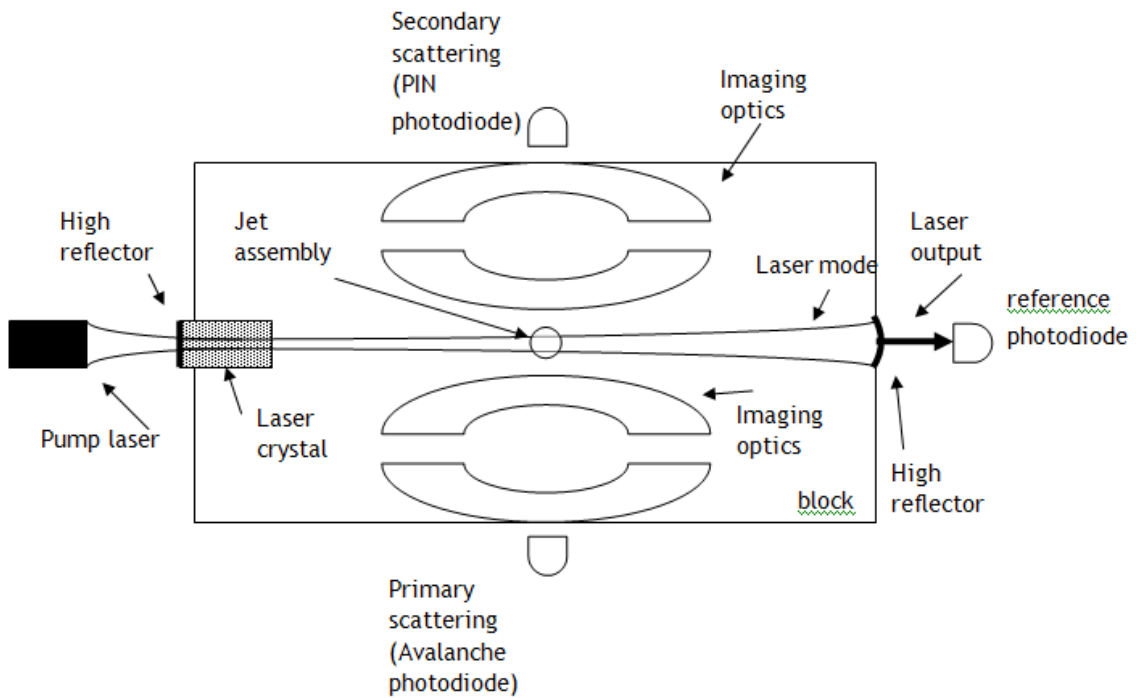 Secondary
scattering
(PIN
photodiode)
Imaging
optics
High
reflector
Jet
assembly
Laser
output
Laser mode
reference
photodiode
Pump laser
Laser
crystal
Imaging
optics
High
reflector
block
Primary
scattering
(Avalanche
photodiode)